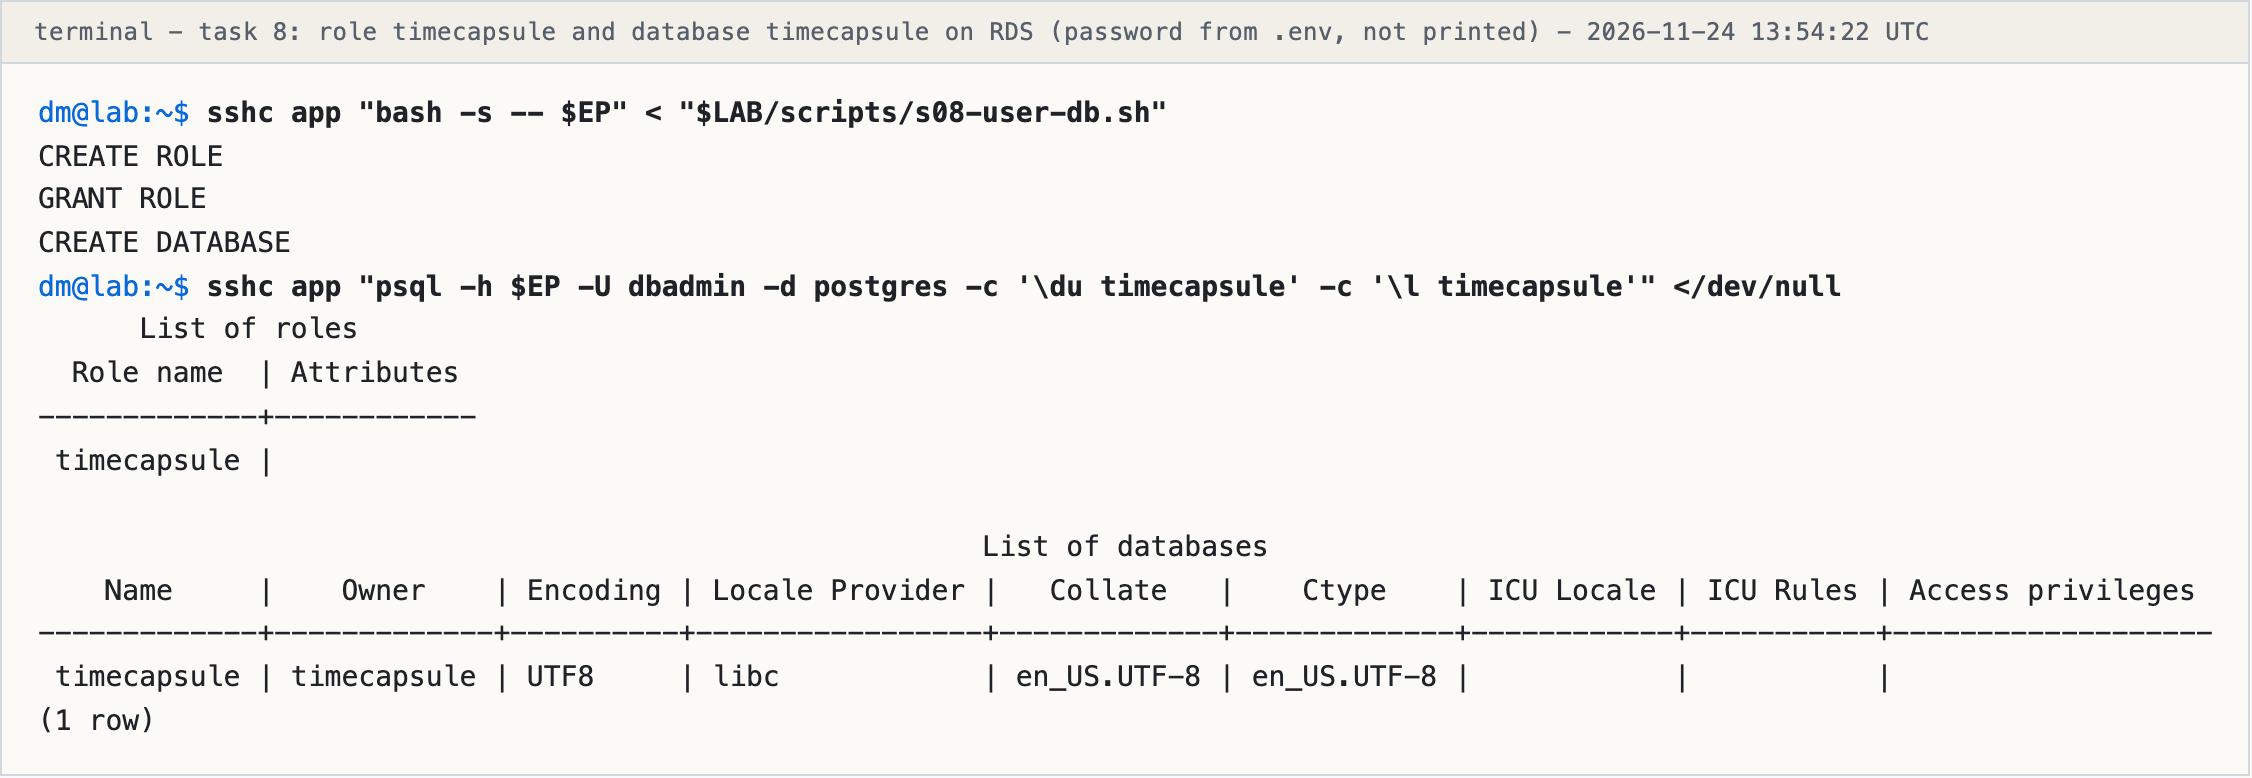 terminal – task 8: role timecapsule and database timecapsule on RDS (password from .env, not printed) – 2026-11-24 13:54:22 UTC
dm@lab:~$ sshc app "bash -s -- $EP" < "$LAB/scripts/s08-user-db.sh"
CREATE ROLE
GRANT ROLE
CREATE DATABASE
dm@lab:~$ sshc app "psql -h $EP -U dbadmin -d postgres -c '\du timecapsule' -c '\l timecapsule'" </dev/null
      List of roles
  Role name  | Attributes
-------------+------------
 timecapsule |

                                                        List of databases
    Name     |    Owner    | Encoding | Locale Provider |   Collate   |    Ctype    | ICU Locale | ICU Rules | Access privileges
-------------+-------------+----------+-----------------+-------------+-------------+------------+-----------+-------------------
 timecapsule | timecapsule | UTF8     | libc            | en_US.UTF-8 | en_US.UTF-8 |            |           |
(1 row)